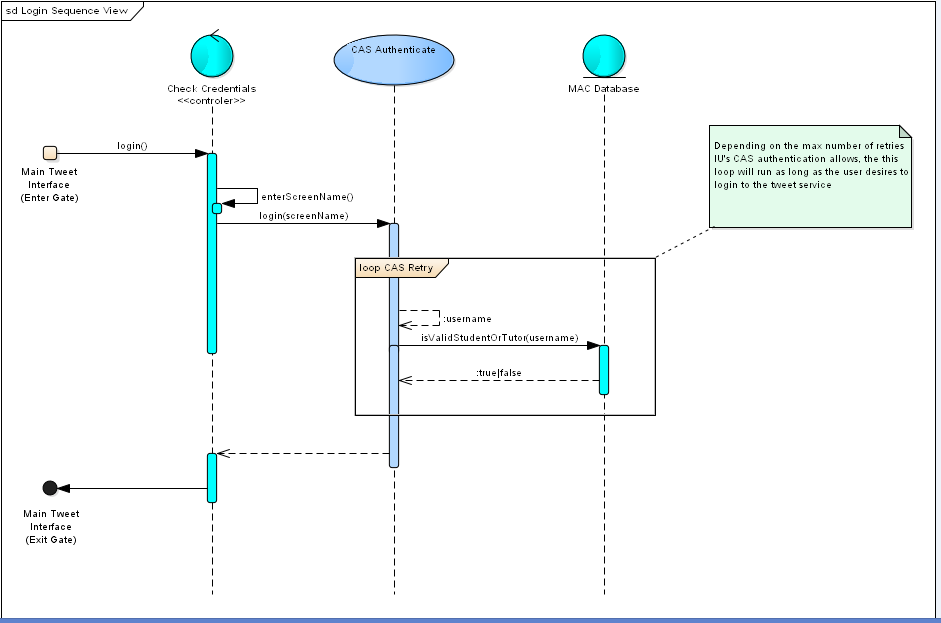 sd Login Sequence View
CAS Authenticate
Check Credentials
<<controler>>
MAC Database
login()
Main Tweet
Interface
(Enter Gate)
Depending on the max number of retries
IU's CAS authentication allows, the this
loop will run as long as the user desires to
login to the tweet service
enterScreenName()
login(screenName)
loop CAS Retry
:username
isValidStudentOrTutor(username)
:true|false
Main Tweet
Interface
(Exit Gate)